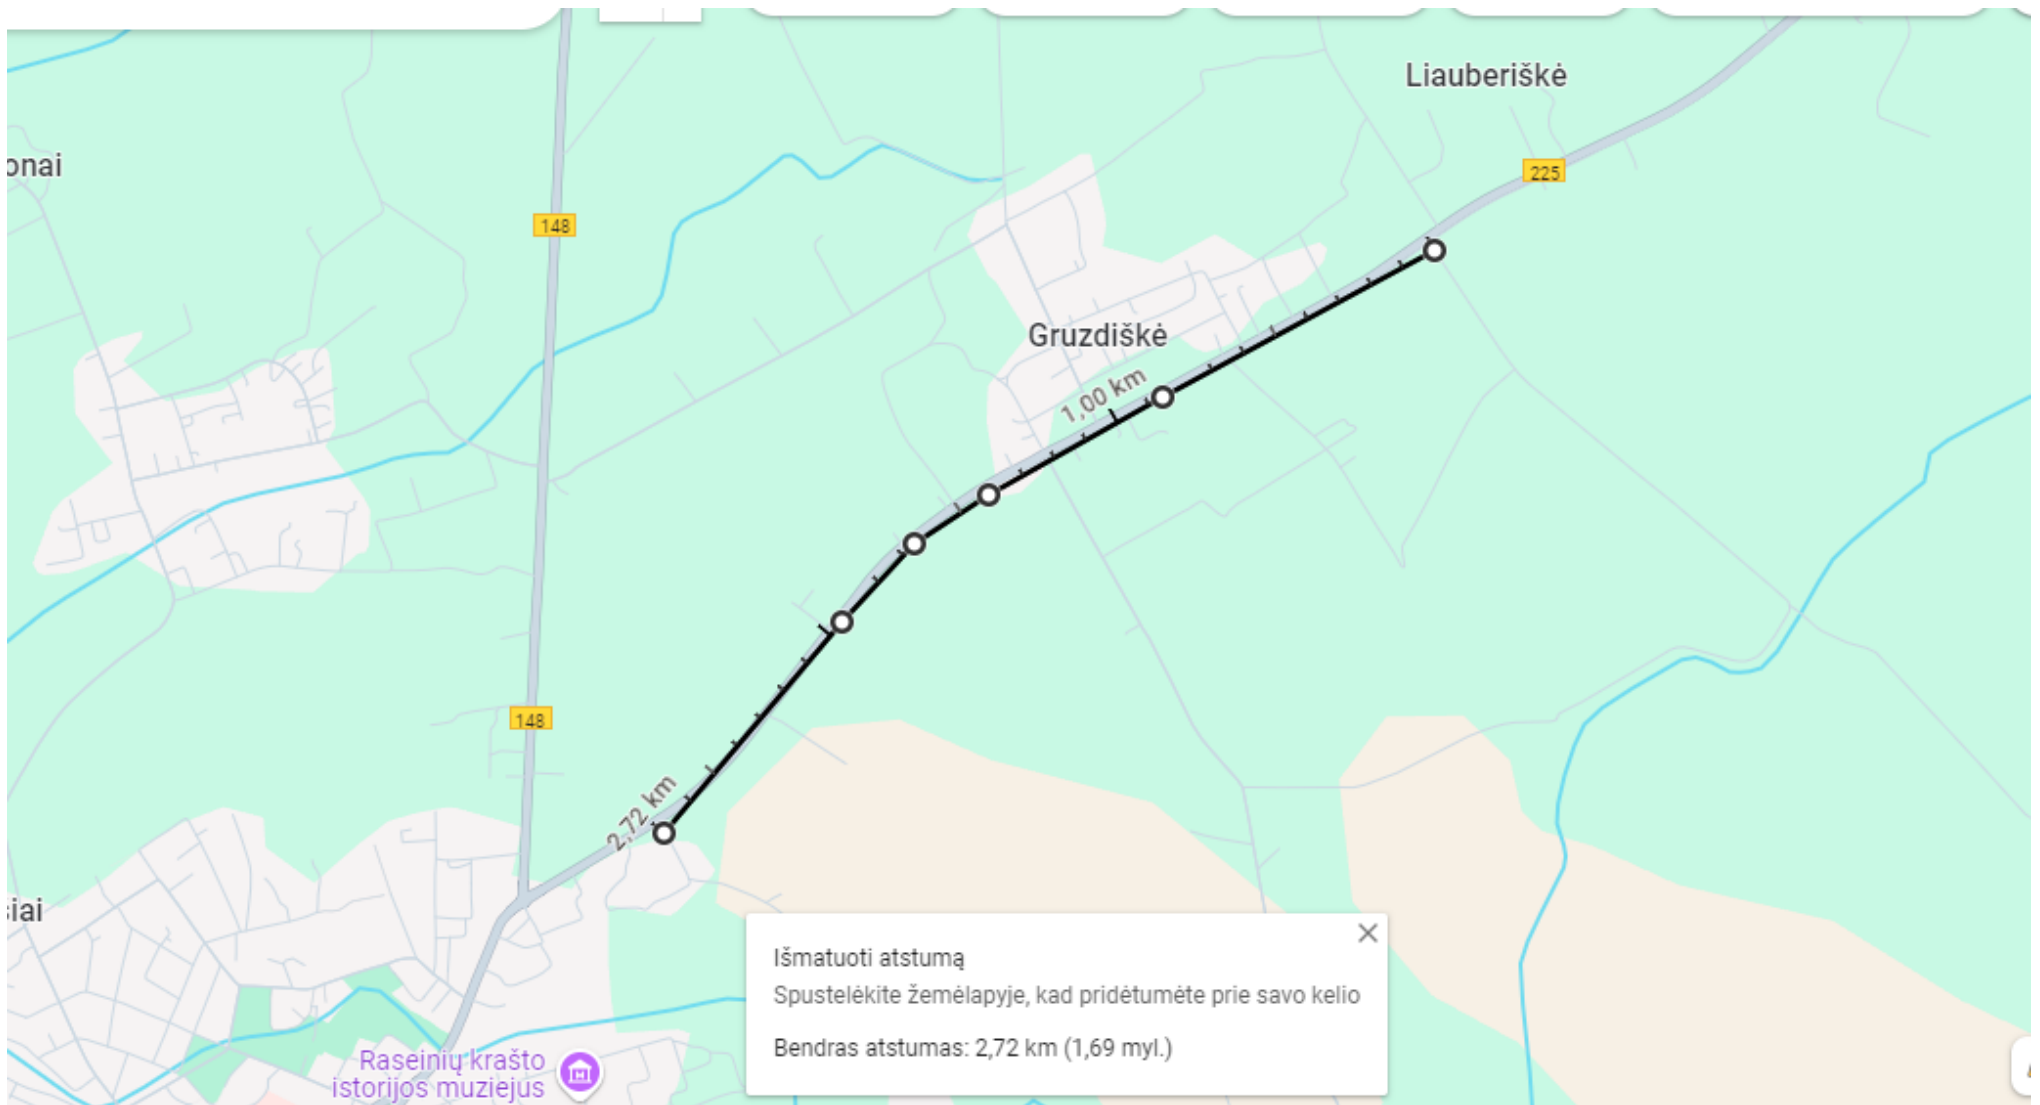 Liauberiškė
225
onai
148
Gruzdiškė
1,00 km
148
2,72 km
iai
Išmatuoti atstumą
Spustelėkite žemėlapyje, kad pridėtumėte prie savo kelio
Bendras atstumas: 2,72 km (1,69 myl.)
Raseinių krašto
istorijos muziejus